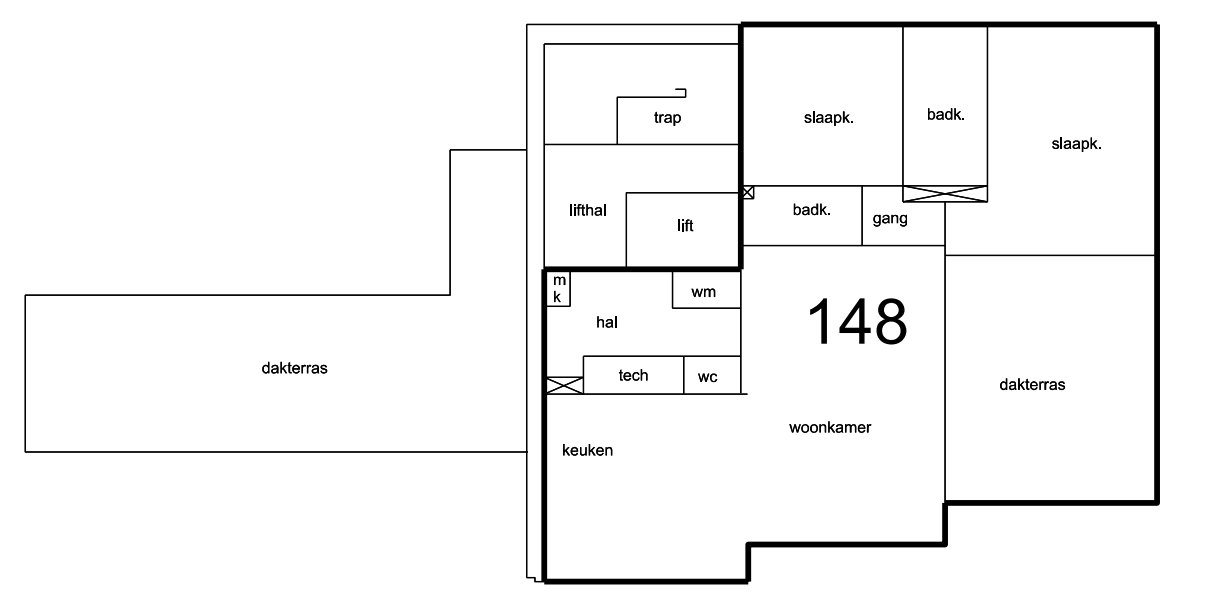 trap
slaapk.
badk.
slaapk.
lifthal
lift
badk.
gang
m
k
wm
hal
148
tech
wc
dakterras
dakterras
woonkamer
keuken